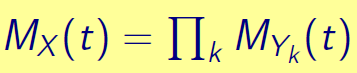 M_X(t) = ∏_k M_{Y_k}(t)